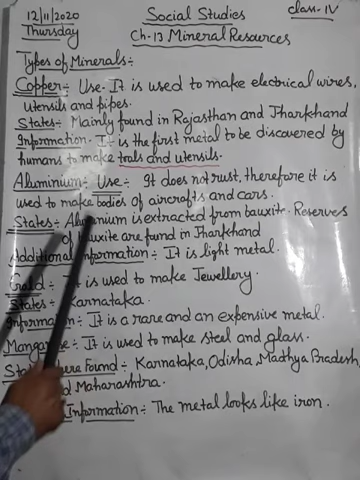 12/11/2020 Social Studies class-IV
Thursday Ch-13 Mineral Resources
Types of Minerals:-
Copper:- Use. It is used to make electrical wires,
utensils and pipes.
States:- Mainly found in Rajasthan and Jharkhand
Information. It is the first metal to be discovered by
humans to make trols and utensils.
Aluminium:- Use:- It does not rust, therefore it is
used to make bodies of aircrafts and cars.
States:- is extracted from bauxite. Reserves
of are found in Jharkhand
Additional Information:- It is light metal.
Gold:- is used to make Jewellery.
States:- Karnataka.
Information:- It is a rare and an expensive metal.
It is used to make steel and glass.
Found:- Karnataka, Odisha, Madhya Pradesh,
Maharashtra.
Information:- The metal looks like iron.